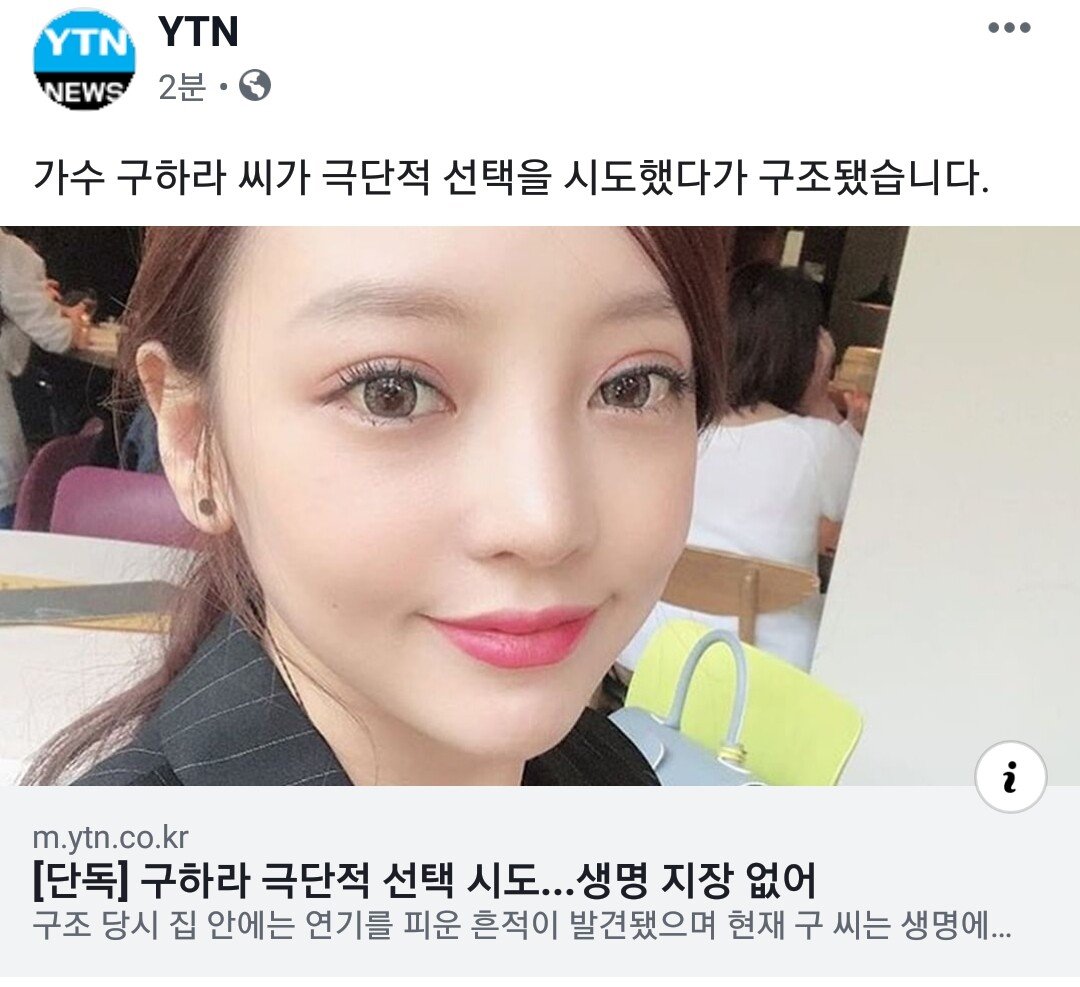 YTN
NEWS
YTN
2분 •
가수 구하라 씨가 극단적 선택을 시도했다가 구조됐습니다.
i
m.ytn.co.kr
[단독] 구하라 극단적 선택 시도...생명 지장 없어
구조 당시 집 안에는 연기를 피운 흔적이 발견됐으며 현재 구 씨는 생명에...